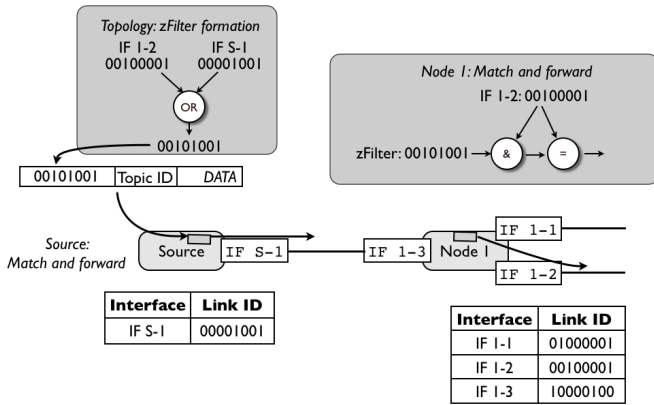 Topology: zFilter formation
IF 1-2 IF S-1
00100001 00001001
OR
00101001
Node 1: Match and forward
IF 1-2: 00100001
zFilter: 00101001 & =
00101001 Topic ID DATA
Source:
Match and forward
Source IF S-1 IF 1-3 Node 1 IF 1-1
IF 1-2
Interface Link ID
IF S-1 00001001
Interface Link ID
IF 1-1 01000001
IF 1-2 00100001
IF 1-3 10000100